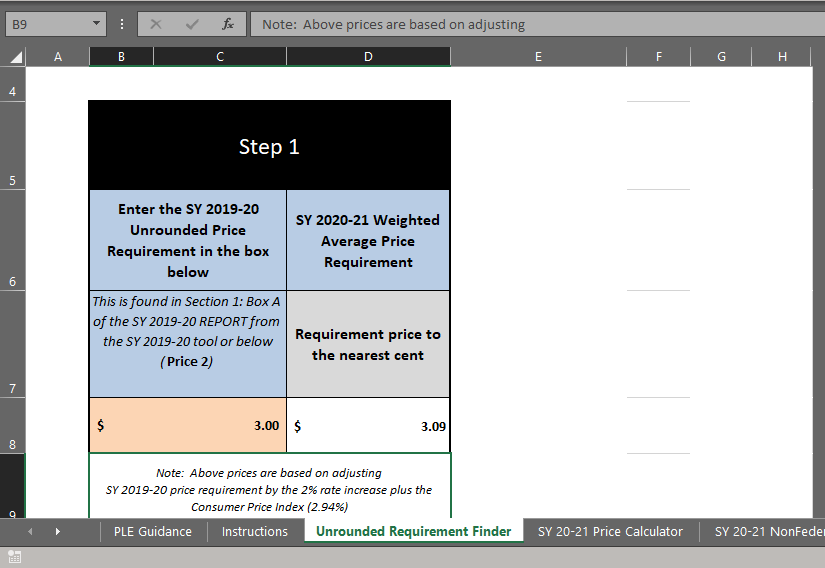 B9
fx
Note:  Above prices are based on adjusting
A B C D E F G H
4
Step 1
5
Enter the SY 2019-20
Unrounded Price
Requirement in the box
below
SY 2020-21 Weighted
Average Price
Requirement
6
This is found in Section 1: Box A
of the SY 2019-20 REPORT from
the SY 2019-20 tool or below
(Price 2)
Requirement price to
the nearest cent
7
$ 3.00 $ 3.09
8
Note:  Above prices are based on adjusting
SY 2019-20 price requirement by the 2% rate increase plus the
Consumer Price Index (2.94%)
9
PLE Guidance Instructions Unrounded Requirement Finder SY 20-21 Price Calculator SY 20-21 NonFeder